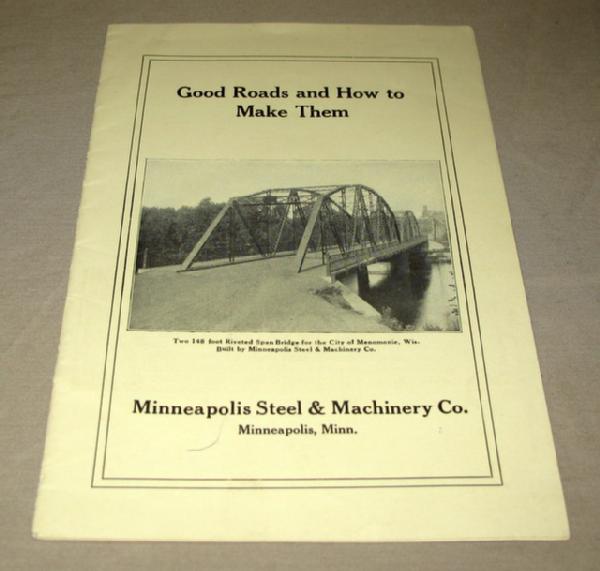 Good Roads and How to
Make Them
Two 148 foot Riveted Span Bridge for the City of Menomonie, Wis.
Built by Minneapolis Steel & Machinery Co.
Minneapolis Steel & Machinery Co.
Minneapolis, Minn.